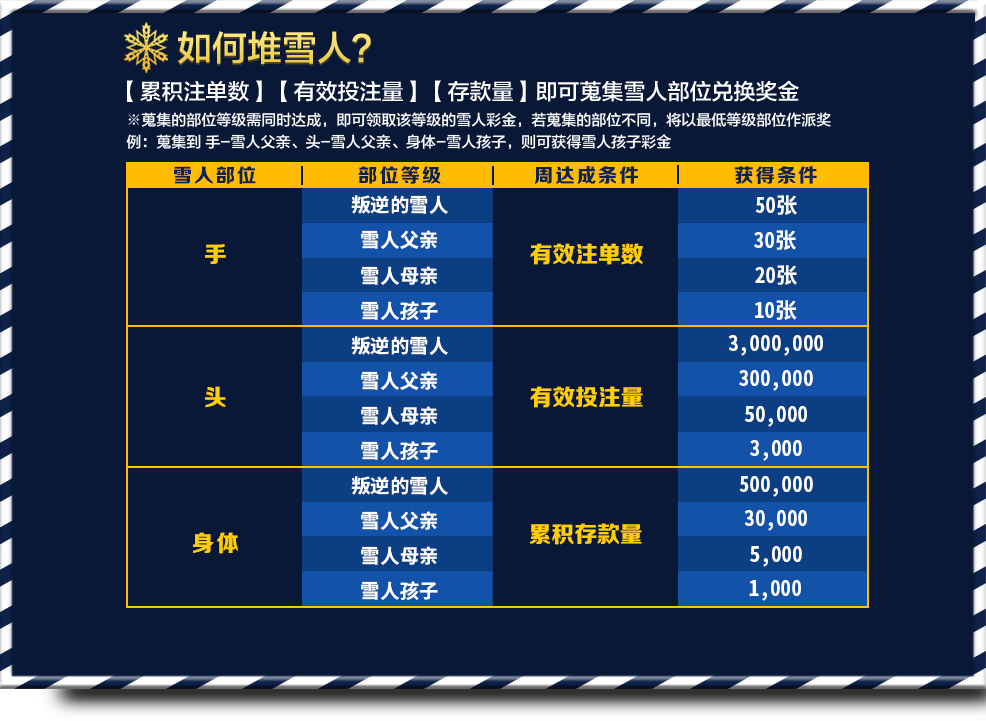 如何堆雪人?
【累积注单数】【有效投注量】【存款量】即可蒐集雪人部位兑换奖金
※蒐集的部位等级需同时达成，即可领取该等级的雪人彩金，若蒐集的部位不同，将以最低等级部位作派奖
例：蒐集到 手-雪人父亲、头-雪人父亲、身体-雪人孩子，则可获得雪人孩子彩金
雪人部位 部位等级 周达成条件 获得条件
手 有效注单数
叛逆的雪人 50张
雪人父亲 30张
雪人母亲 20张
雪人孩子 10张
头 有效投注量
叛逆的雪人 3,000,000
雪人父亲 300,000
雪人母亲 50,000
雪人孩子 3,000
身体 累积存款量
叛逆的雪人 500,000
雪人父亲 30,000
雪人母亲 5,000
雪人孩子 1,000